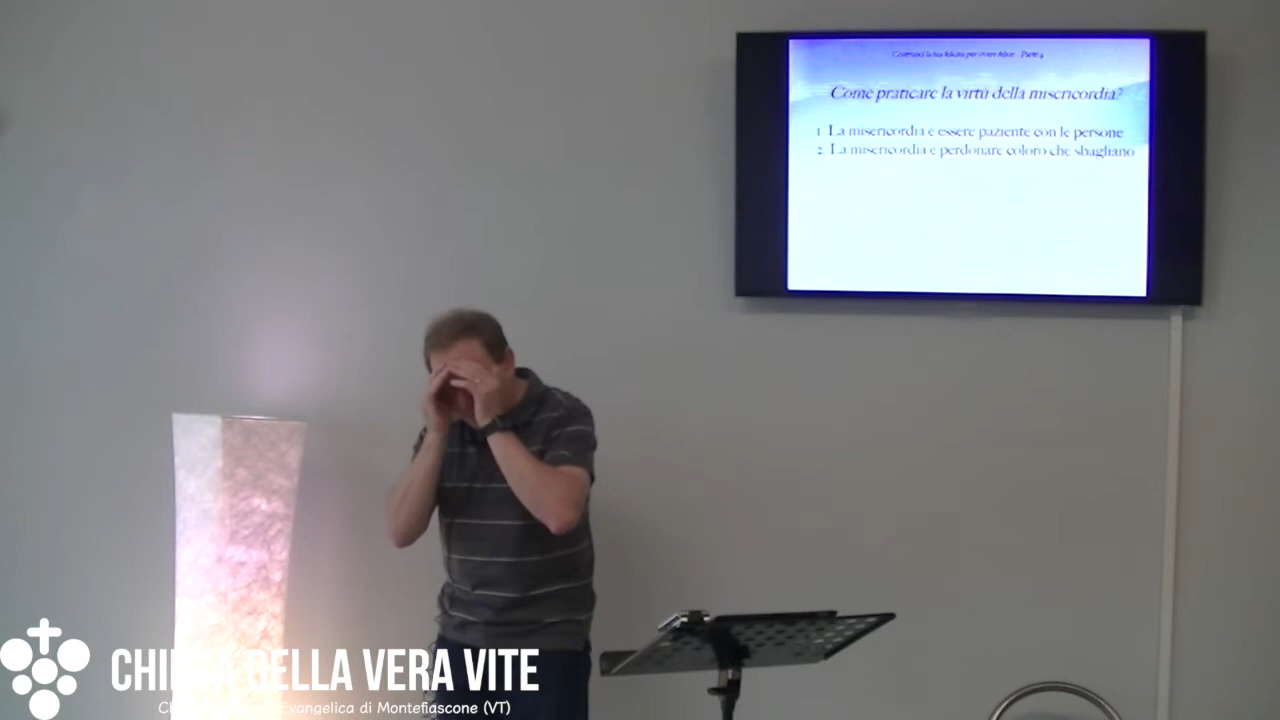 Come praticare la virtù della misericordia?
1 La misericordia è essere paziente con le persone
2 La misericordia è perdonare coloro che sbagliano
CHIESA DELLA VERA VITE
Evangelica di Montefiascone (VT)